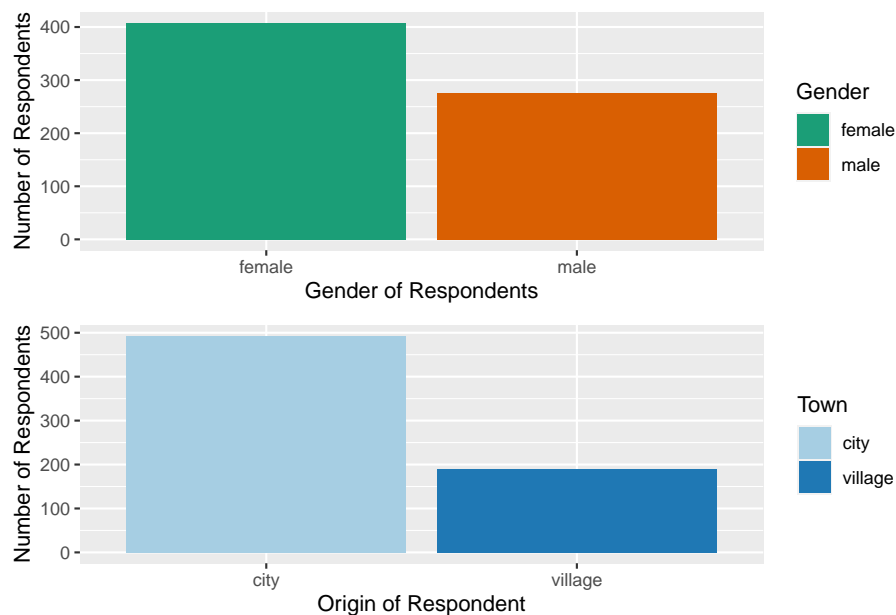 Number of Respondents
400
300
200
100
0
female
male
Gender of Respondents
Gender
female
male
Number of Respondents
500
400
300
200
100
0
city
village
Origin of Respondent
Town
city
village